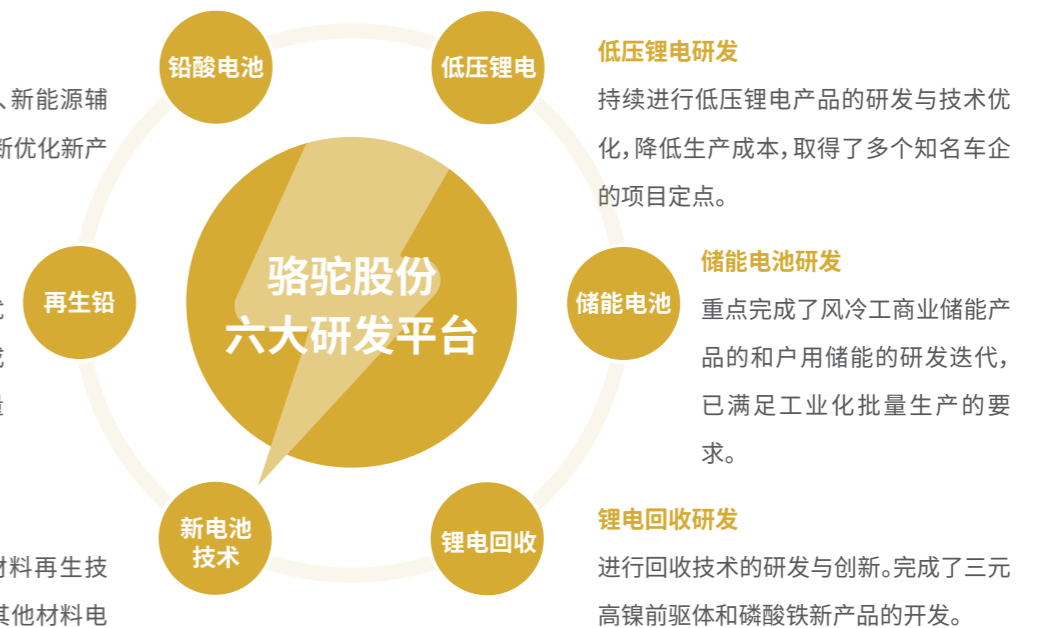 铅酸电池
低压锂电
低压锂电研发
持续进行低压锂电产品的研发与技术优
化，降低生产成本，取得了多个知名车企
的项目定点。
、新能源辅
断优化新产
再生铅
骆驼股份
六大研发平台
储能电池
储能电池研发
重点完成了风冷工商业储能产
品的和户用储能的研发迭代，
已满足工业化批量生产的要
求。
新电池
技术
锂电回收
锂电回收研发
进行回收技术的研发与创新。完成了三元
高镍前驱体和磷酸铁新产品的开发。
材料再生技
其他材料电